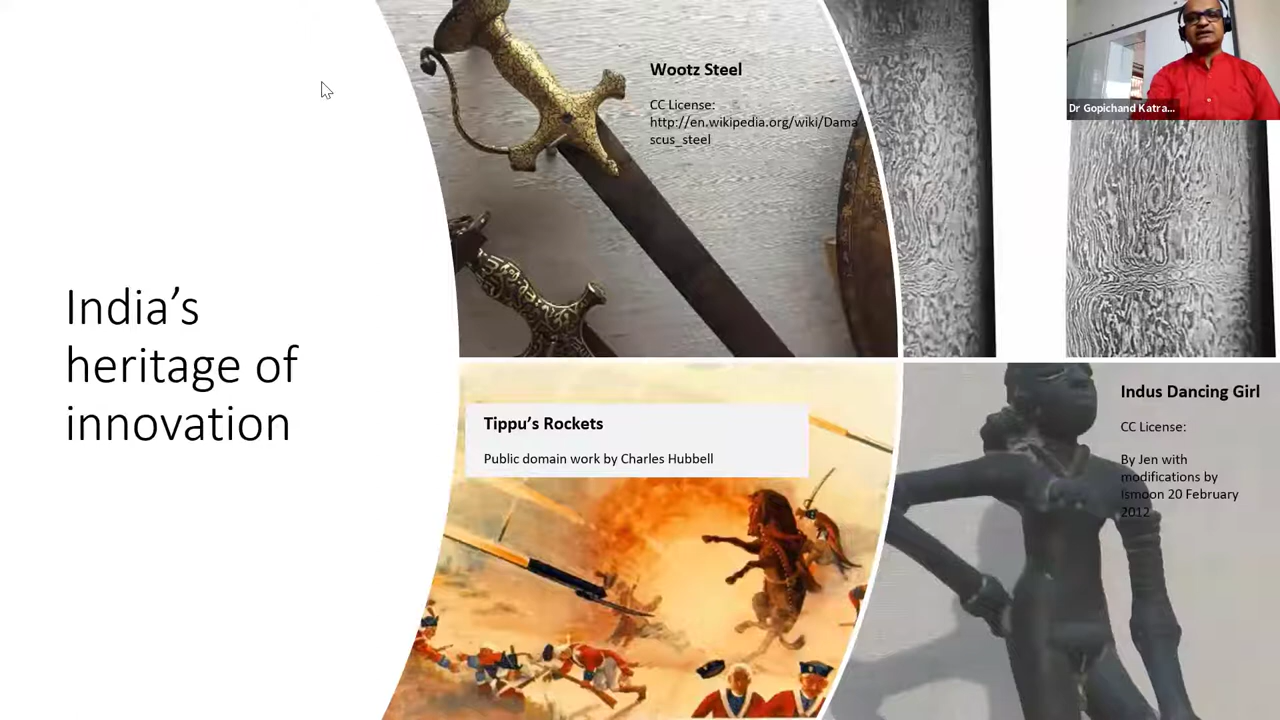 India’s
heritage of
innovation
Wootz Steel
CC License:
http://en.wikipedia.org/wiki/Dama
scus_steel
Dr Gopichand Katra...
Tippu’s Rockets
Public domain work by Charles Hubbell
Indus Dancing Girl
CC License:
By Jen with
modifications by
Ismoon 20 February
2012